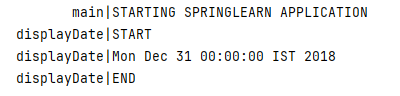 main|STARTING SPRINGLEARN APPLICATION
displayDate|START
displayDate|Mon Dec 31 00:00:00 IST 2018
displayDate|END